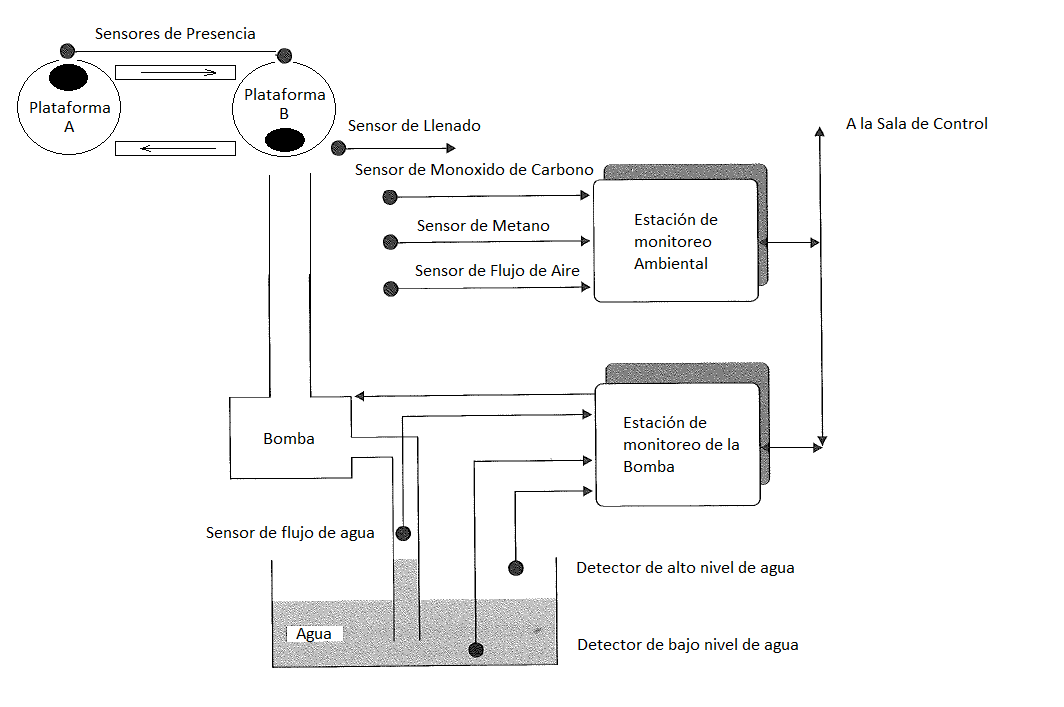 Sensores de Presencia
Plataforma
A
Plataforma
B
Sensor de Llenado
A la Sala de Control
Sensor de Monoxido de Carbono
Sensor de Metano
Sensor de Flujo de Aire
Estación de
monitoreo
Ambiental
Bomba
Estación de
monitoreo de la
Bomba
Sensor de flujo de agua
Detector de alto nivel de agua
Agua
Detector de bajo nivel de agua